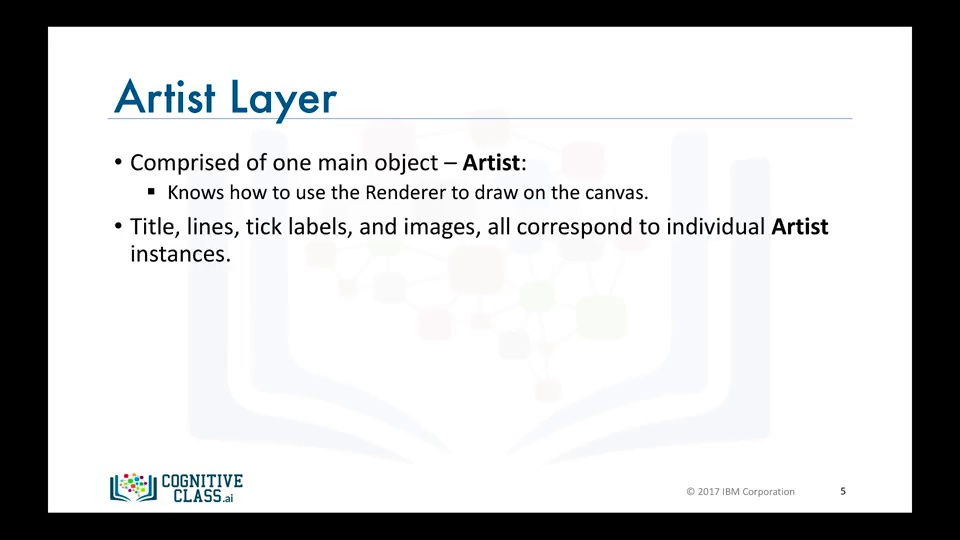 Artist Layer
• Comprised of one main object – Artist:
▪ Knows how to use the Renderer to draw on the canvas.
• Title, lines, tick labels, and images, all correspond to individual Artist
instances.
COGNITIVE
CLASS.ai
© 2017 IBM Corporation
5